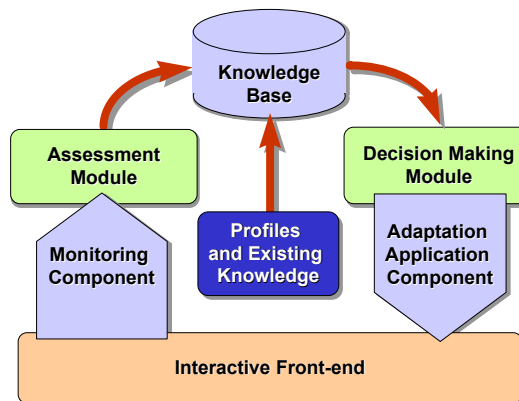 Knowledge
Base
Assessment
Module
Decision Making
Module
Monitoring
Component
Profiles
and Existing
Knowledge
Adaptation
Application
Component
Interactive Front-end